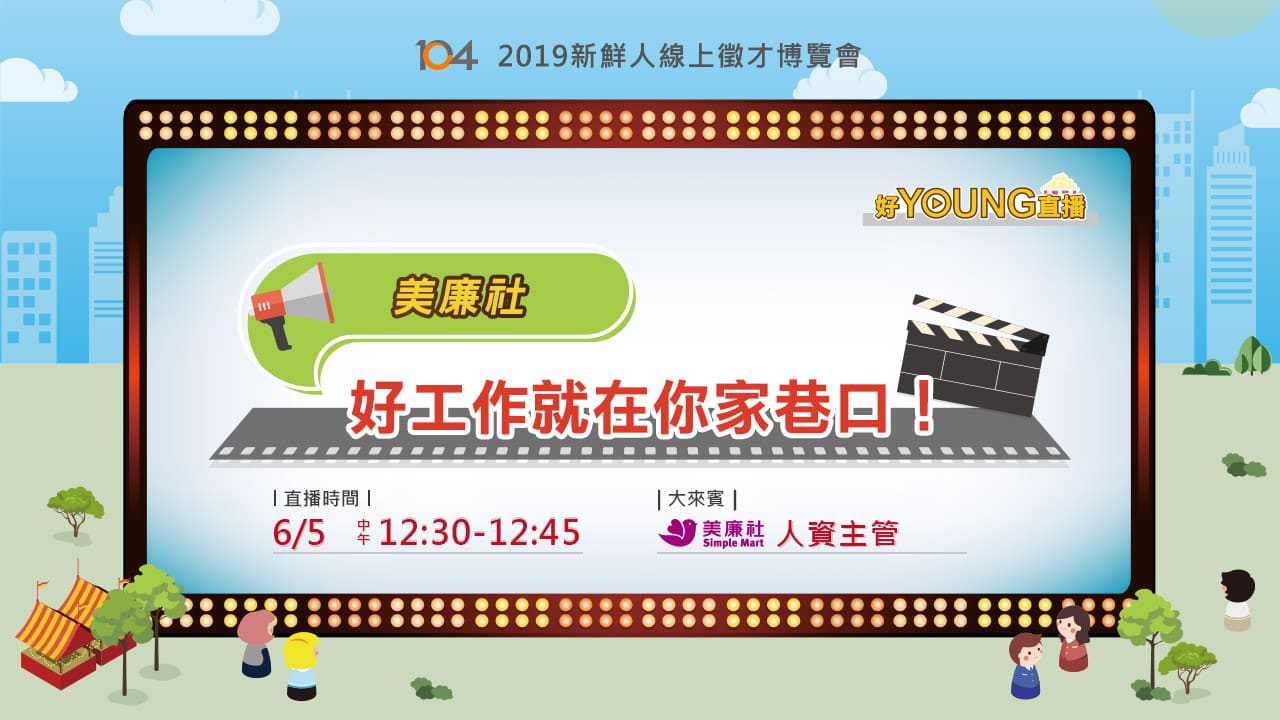 104 2019新鮮人線上徵才博覽會
好YOUNG直播
美廉社
好工作就在你家巷口！
| 直播時間 |
6/5 中午 12:30-12:45
| 大來賓 |
美廉社 Simple Mart 人資主管